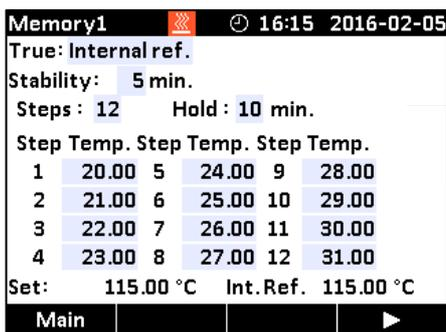 Memory1 16:15 2016-02-05
True: Internal ref.
Stability: 5 min.
Steps : 12 Hold : 10 min.
Step Temp. Step Temp. Step Temp.
1 20.00 5 24.00 9 28.00
2 21.00 6 25.00 10 29.00
3 22.00 7 26.00 11 30.00
4 23.00 8 27.00 12 31.00
Set: 115.00 °C Int.Ref. 115.00 °C
Main